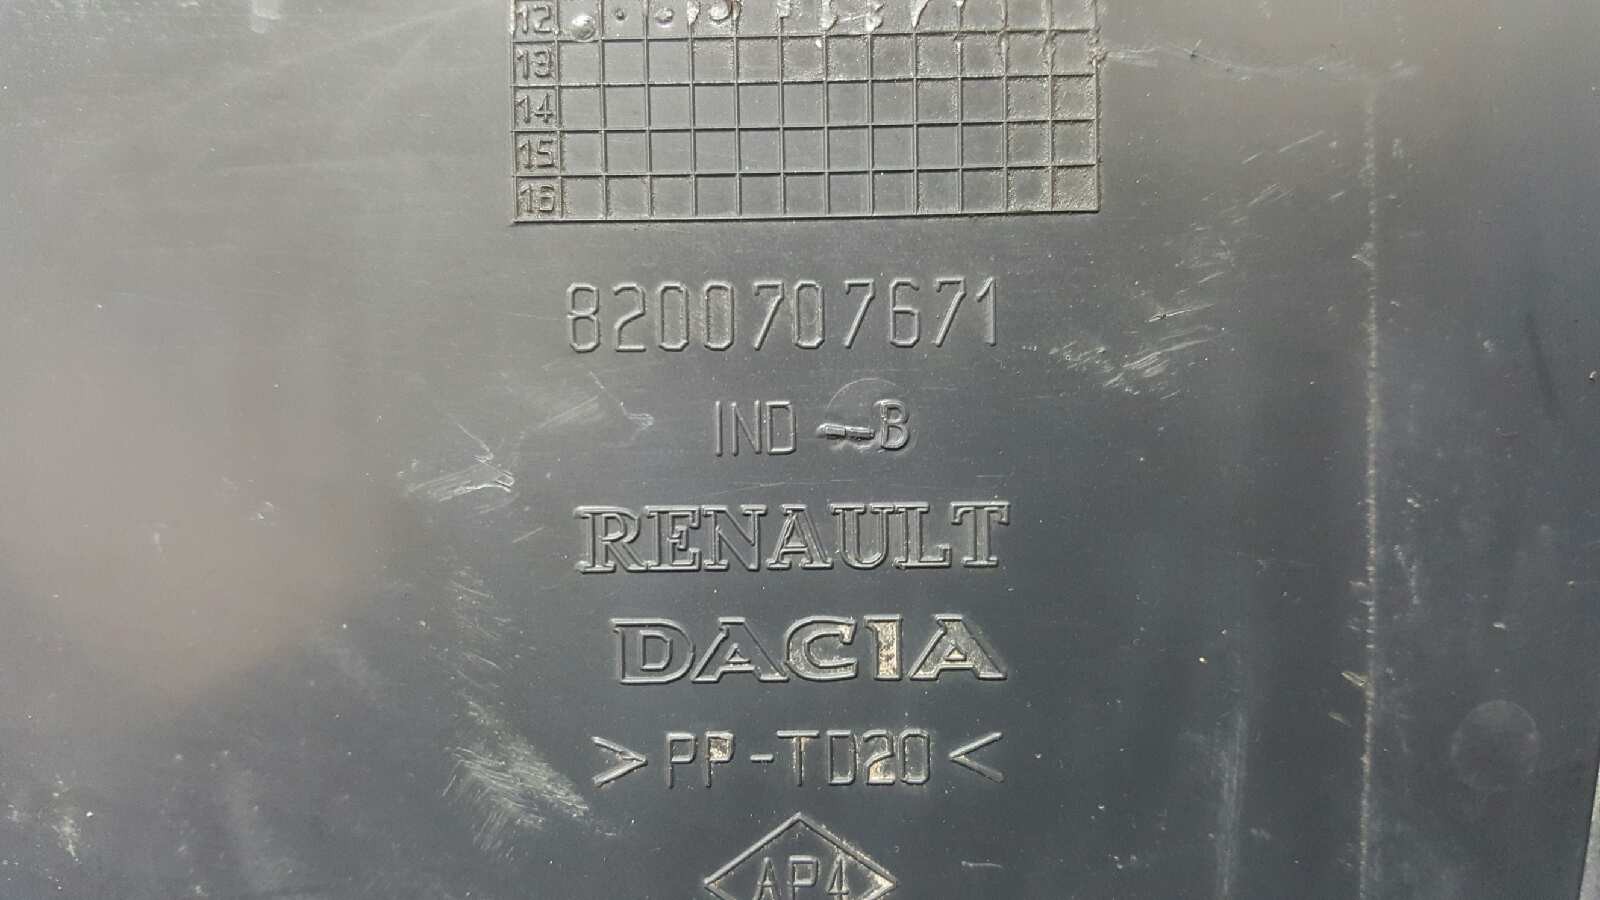 12
13
14
15
16
8200707671
IND - B
RENAULT
DACIA
>PP-TD20<
AP4